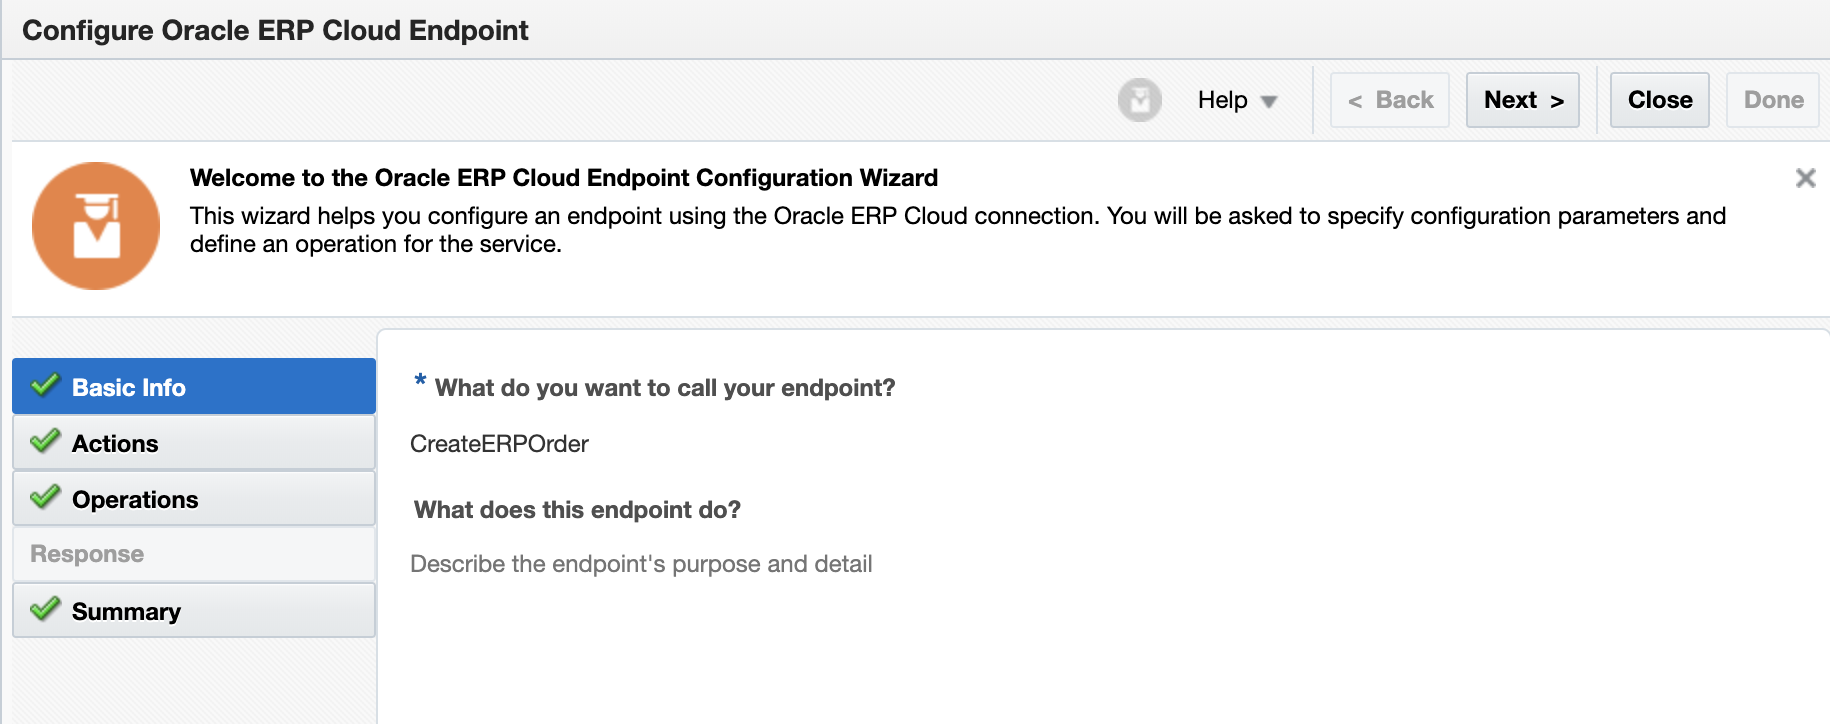 Configure Oracle ERP Cloud Endpoint
Help
< Back
Next >
Close
Done
Welcome to the Oracle ERP Cloud Endpoint Configuration Wizard
This wizard helps you configure an endpoint using the Oracle ERP Cloud connection. You will be asked to specify configuration parameters and
define an operation for the service.
Basic Info
Actions
Operations
Response
Summary
* What do you want to call your endpoint?
CreateERPOrder
What does this endpoint do?
Describe the endpoint's purpose and detail